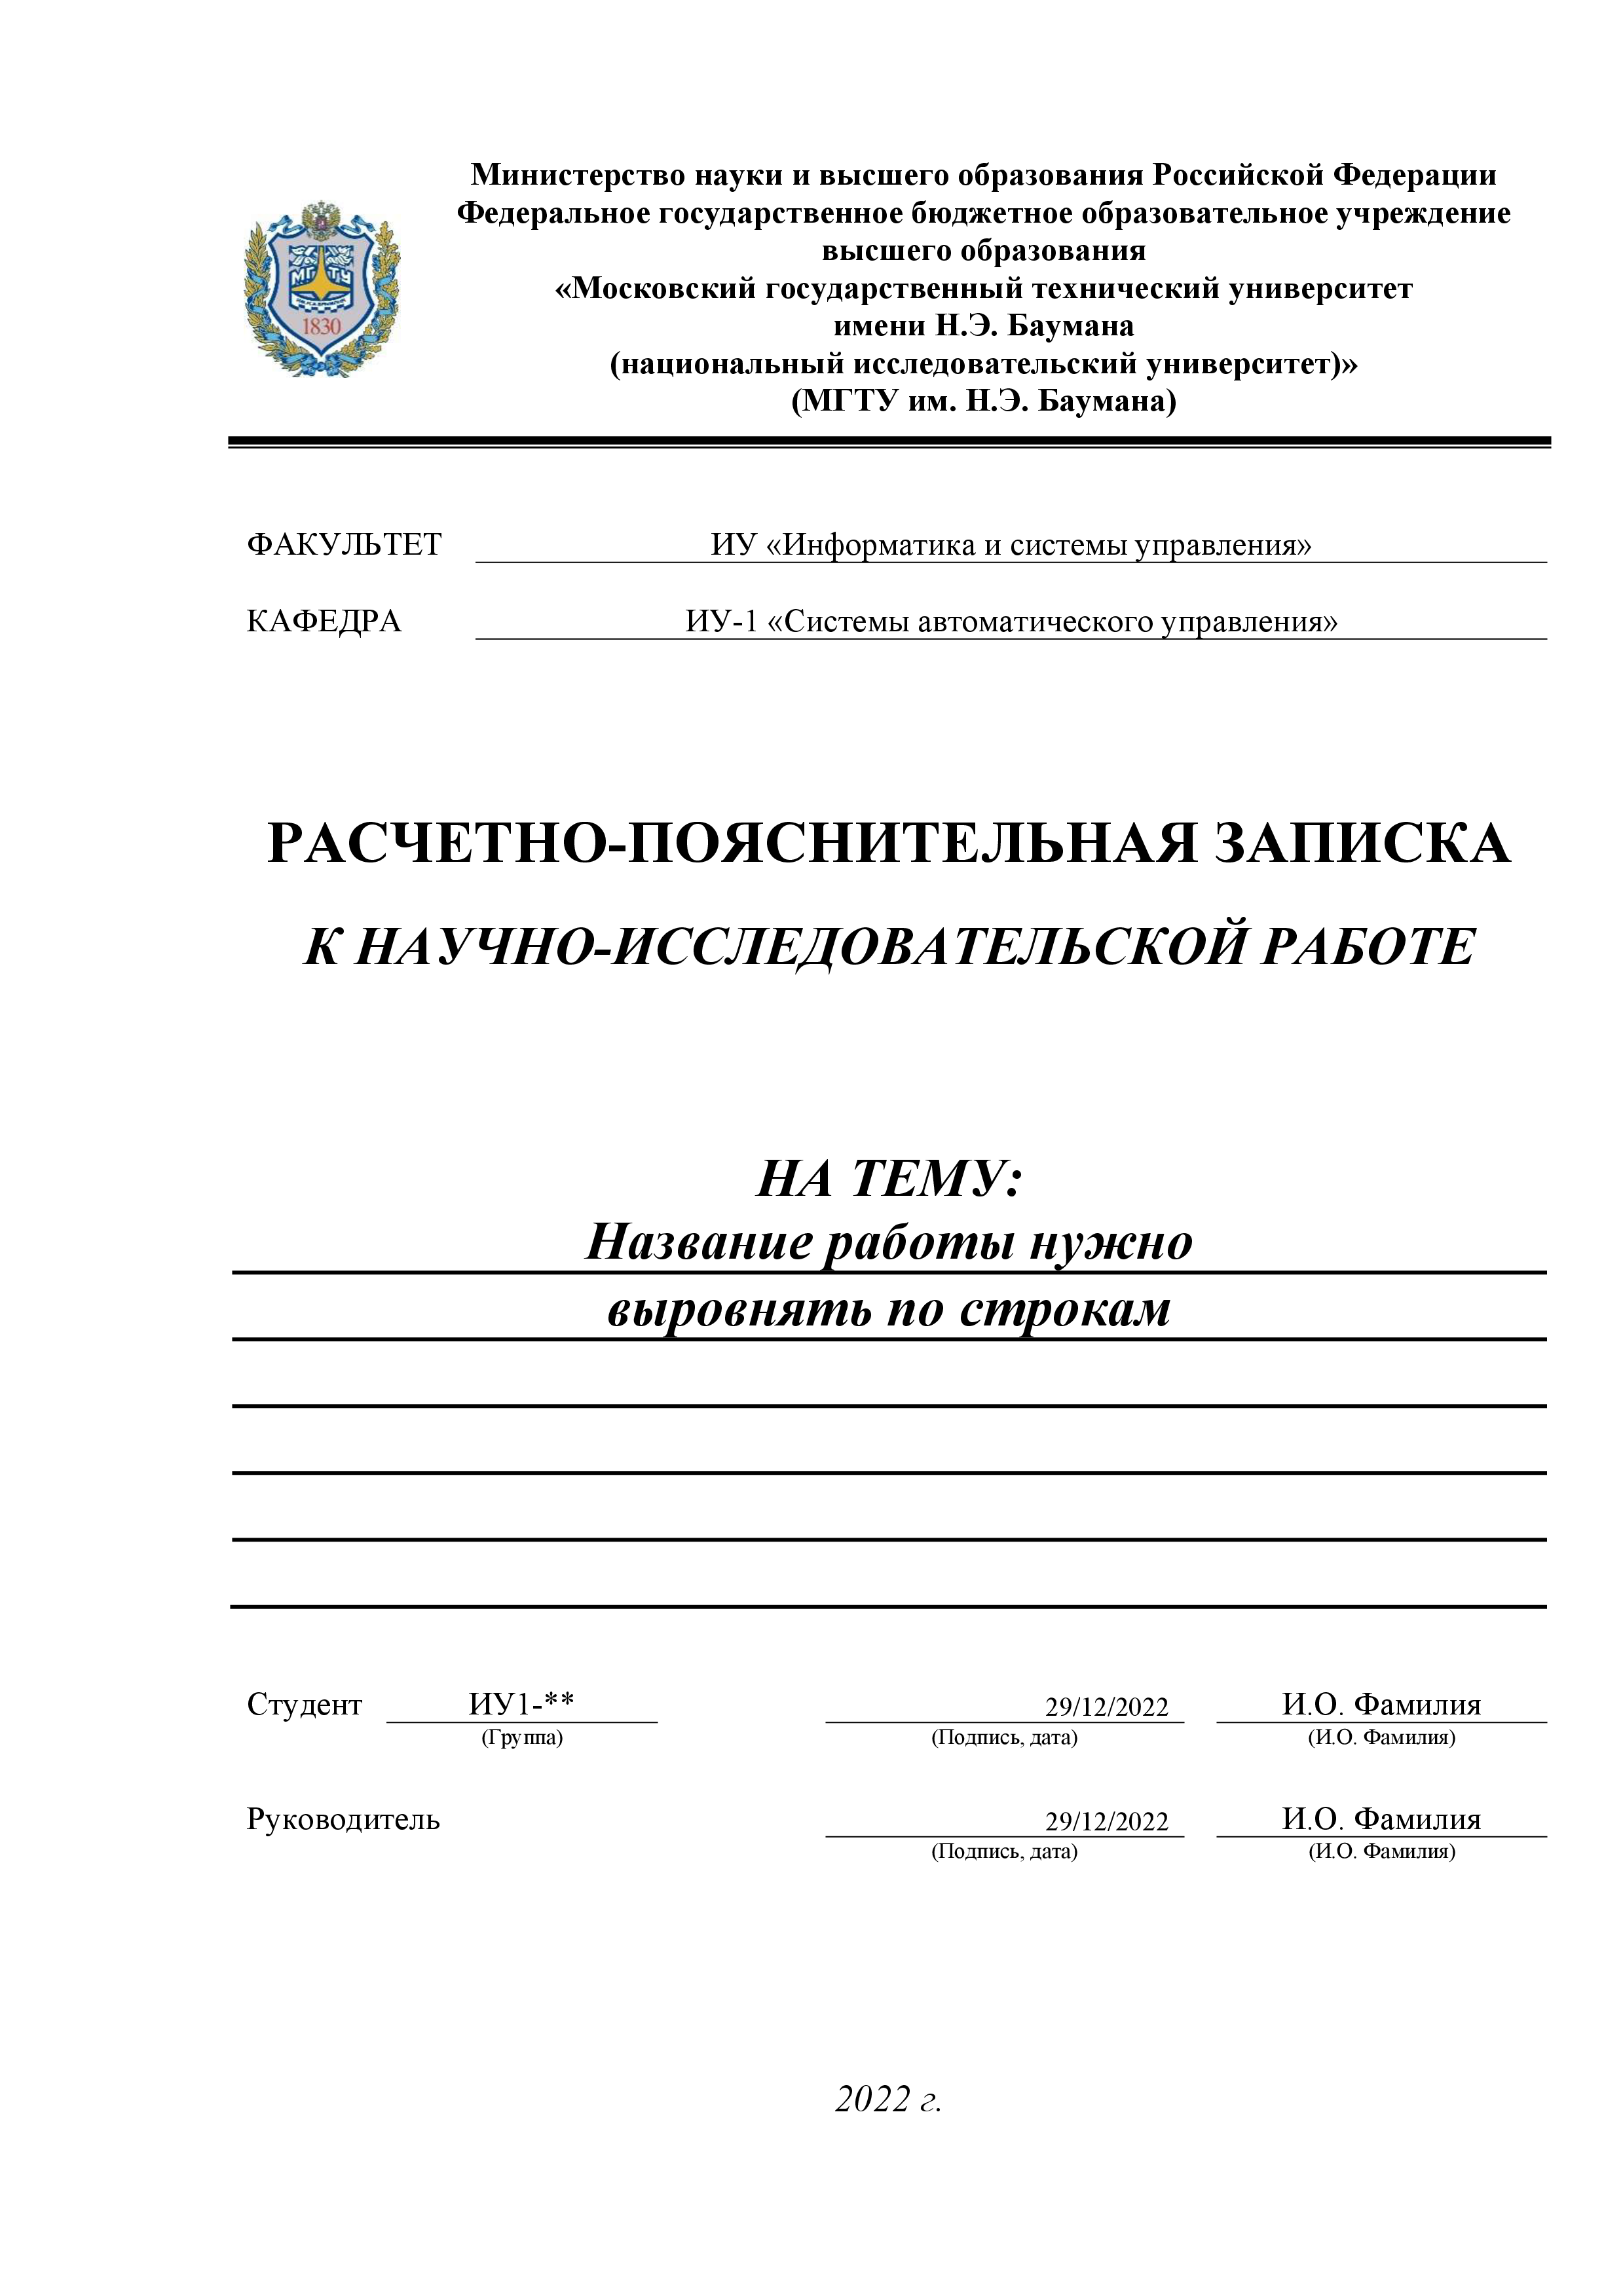 Министерство науки и высшего образования Российской Федерации
Федеральное государственное бюджетное образовательное учреждение
высшего образования
«Московский государственный технический университет
имени Н.Э. Баумана
(национальный исследовательский университет)»
(МГТУ им. Н.Э. Баумана)
МГТУ
1830
ФАКУЛЬТЕТ ИУ «Информатика и системы управления»
КАФЕДРА ИУ-1 «Системы автоматического управления»
РАСЧЕТНО-ПОЯСНИТЕЛЬНАЯ ЗАПИСКА
К НАУЧНО-ИССЛЕДОВАТЕЛЬСКОЙ РАБОТЕ
НА ТЕМУ:
Название работы нужно
выровнять по строкам
Студент ИУ1-** 29/12/2022 И.О. Фамилия
(Группа) (Подпись, дата) (И.О. Фамилия)
Руководитель 29/12/2022 И.О. Фамилия
(Подпись, дата) (И.О. Фамилия)
2022 г.